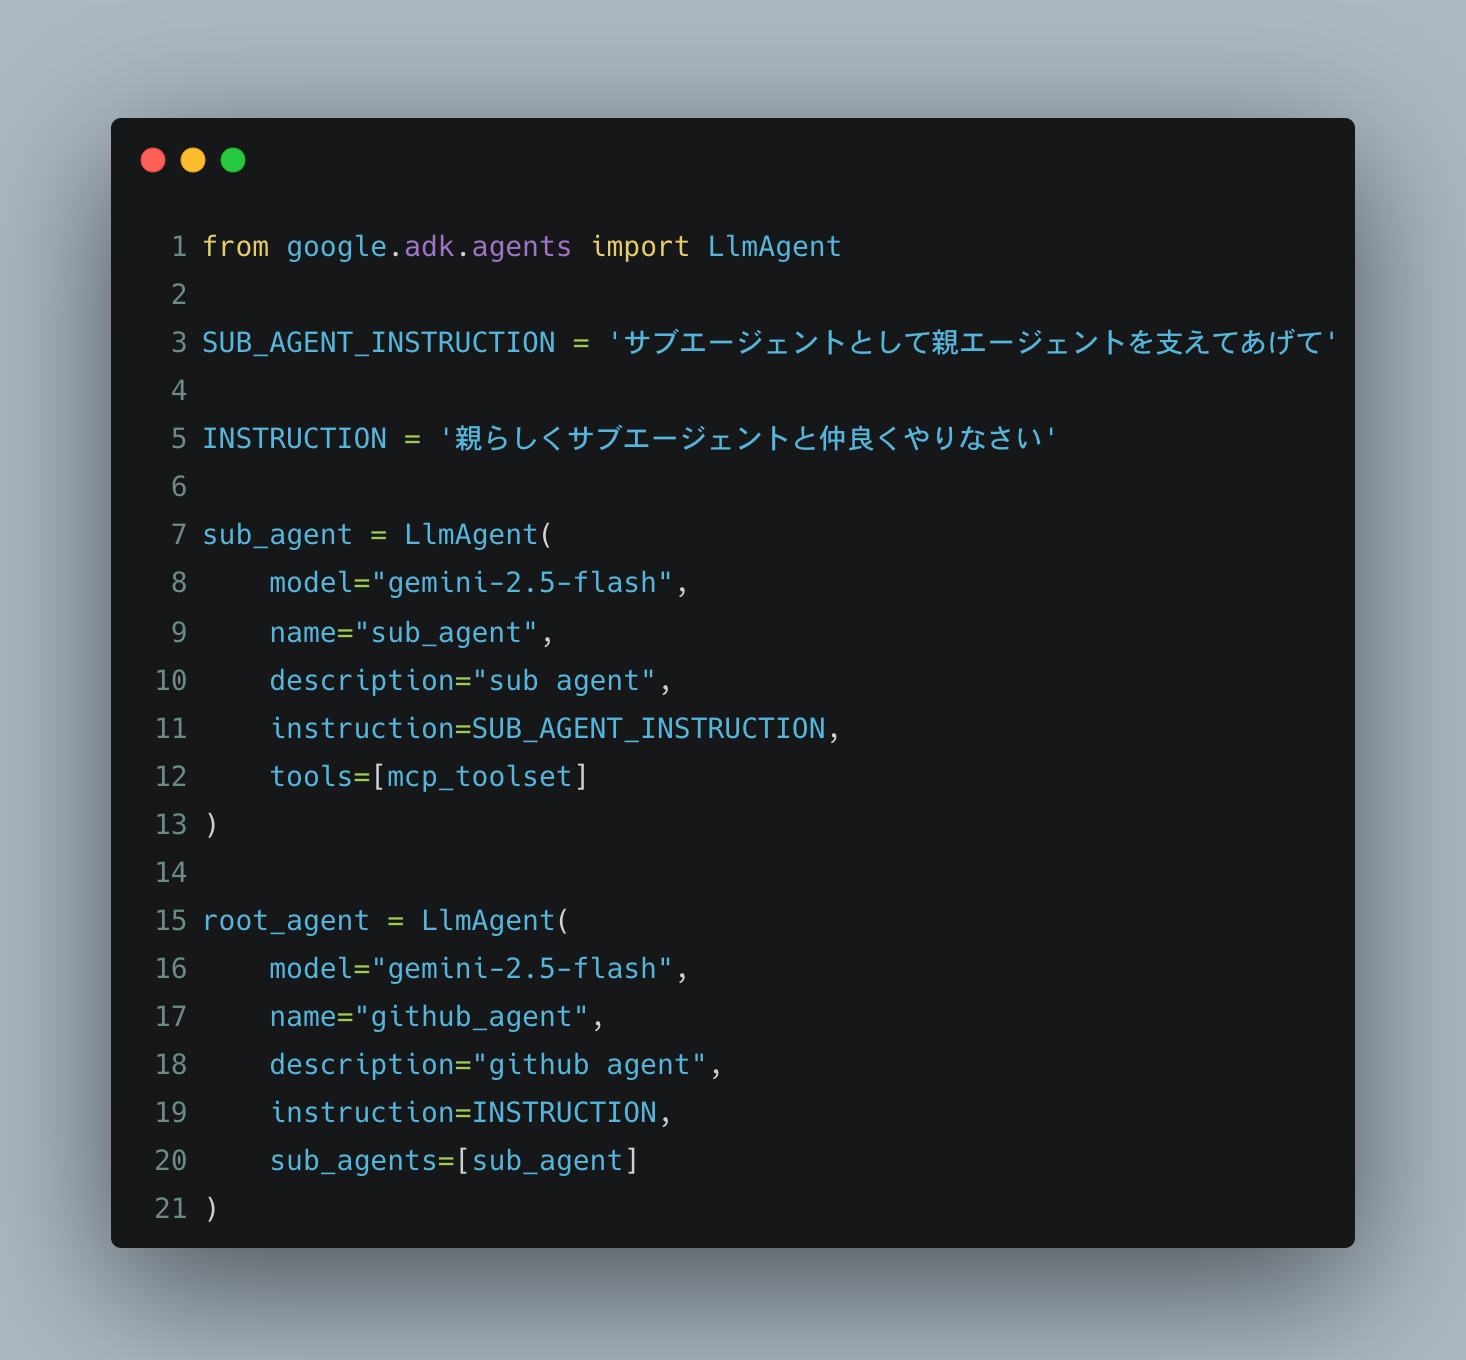 1 from google.adk.agents import LlmAgent
2
3 SUB_AGENT_INSTRUCTION = 'サブエージェントとして親エージェントを支えてあげて'
4
5 INSTRUCTION = '親らしくサブエージェントと仲良くやりなさい'
6
7 sub_agent = LlmAgent(
8     model="gemini-2.5-flash",
9     name="sub_agent",
10     description="sub agent",
11     instruction=SUB_AGENT_INSTRUCTION,
12     tools=[mcp_toolset]
13 )
14
15 root_agent = LlmAgent(
16     model="gemini-2.5-flash",
17     name="github_agent",
18     description="github agent",
19     instruction=INSTRUCTION,
20     sub_agents=[sub_agent]
21 )